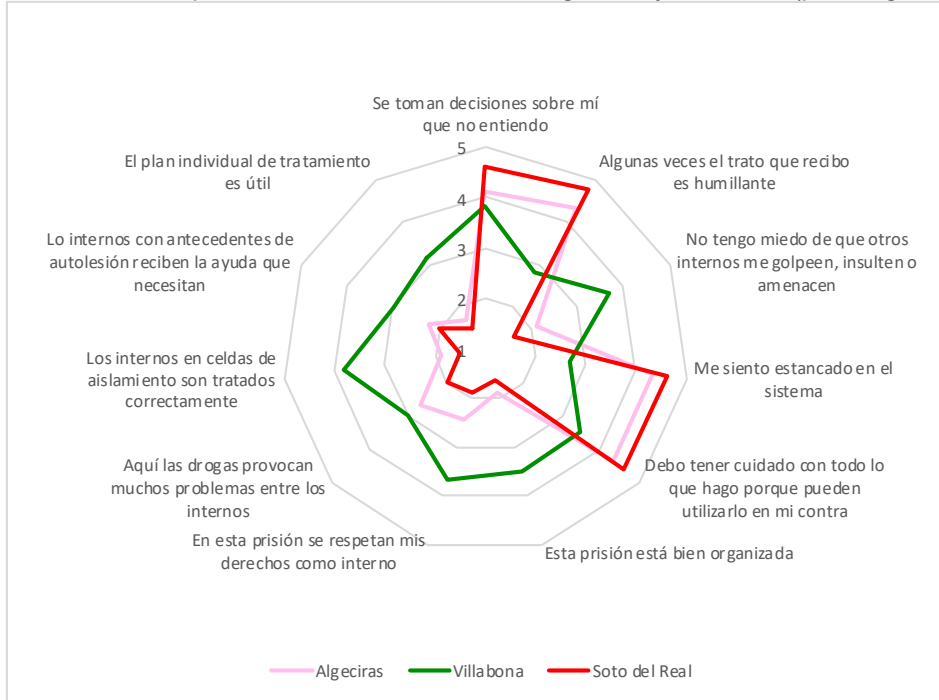 Se toman decisiones sobre mí
que no entiendo
El plan individual de tratamiento
es útil
5
Algunas veces el trato que recibo
es humillante
4
Lo internos con antecedentes de
autolesión reciben la ayuda que
necesitan
No tengo miedo de que otros
internos me golpeen, insulten o
amenacen
3
2
1
Los internos en celdas de
aislamiento son tratados
correctamente
Me siento estancado en el
sistema
Aquí las drogas provocan
muchos problemas entre los
internos
Debo tener cuidado con todo lo
que hago porque pueden
utilizarlo en mi contra
En esta prisión se respetan mis
derechos como interno
Esta prisión está bien organizada
Algeciras
Villabona
Soto del Real